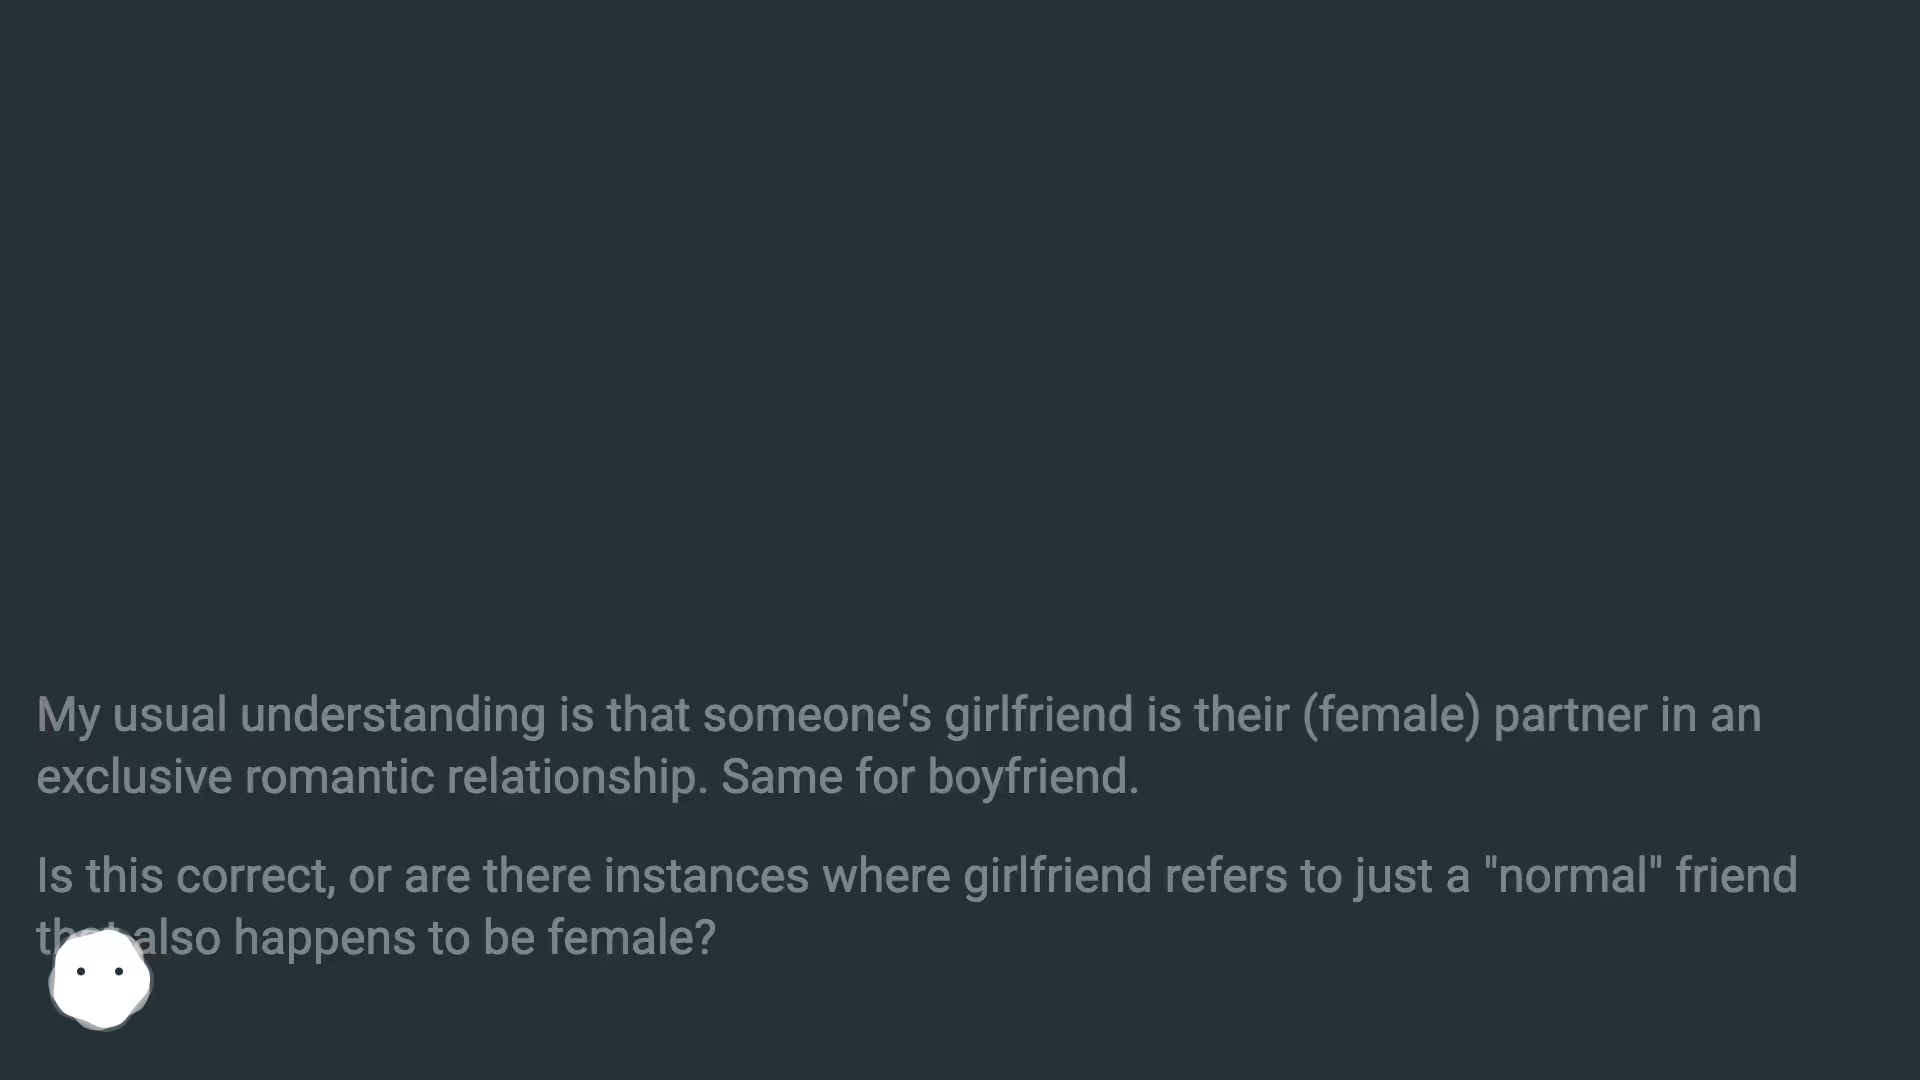 My usual understanding is that someone's girlfriend is their (female) partner in an
exclusive romantic relationship. Same for boyfriend.
Is this correct, or are there instances where girlfriend refers to just a "normal" friend
that also happens to be female?